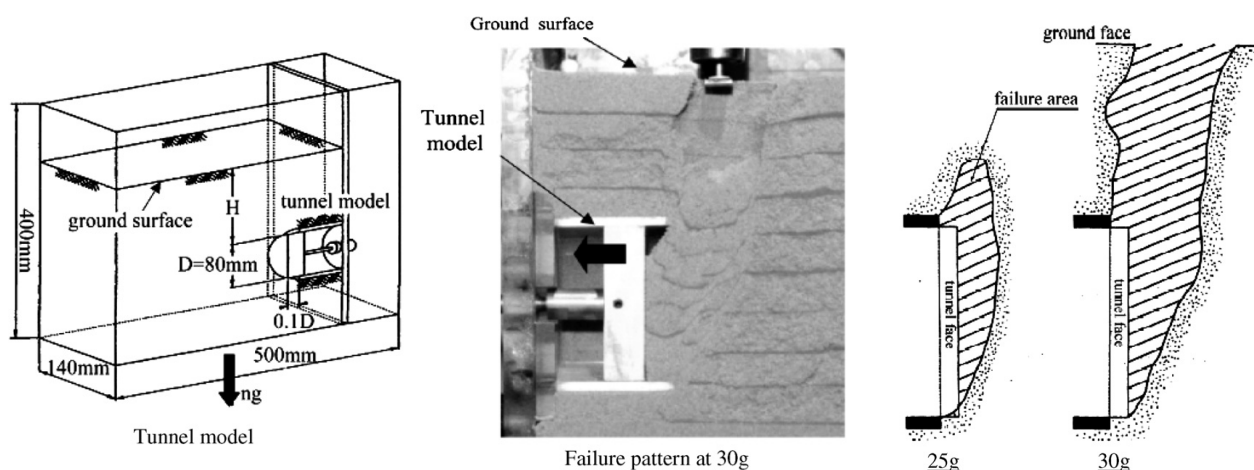 400mm
ground surface
H
tunnel model
D=80mm
0.1D
140mm
500mm
ng
Tunnel model
Ground surface
Tunnel
model
Failure pattern at 30g
ground face
failure area
tunnel face
tunnel face
25g
30g